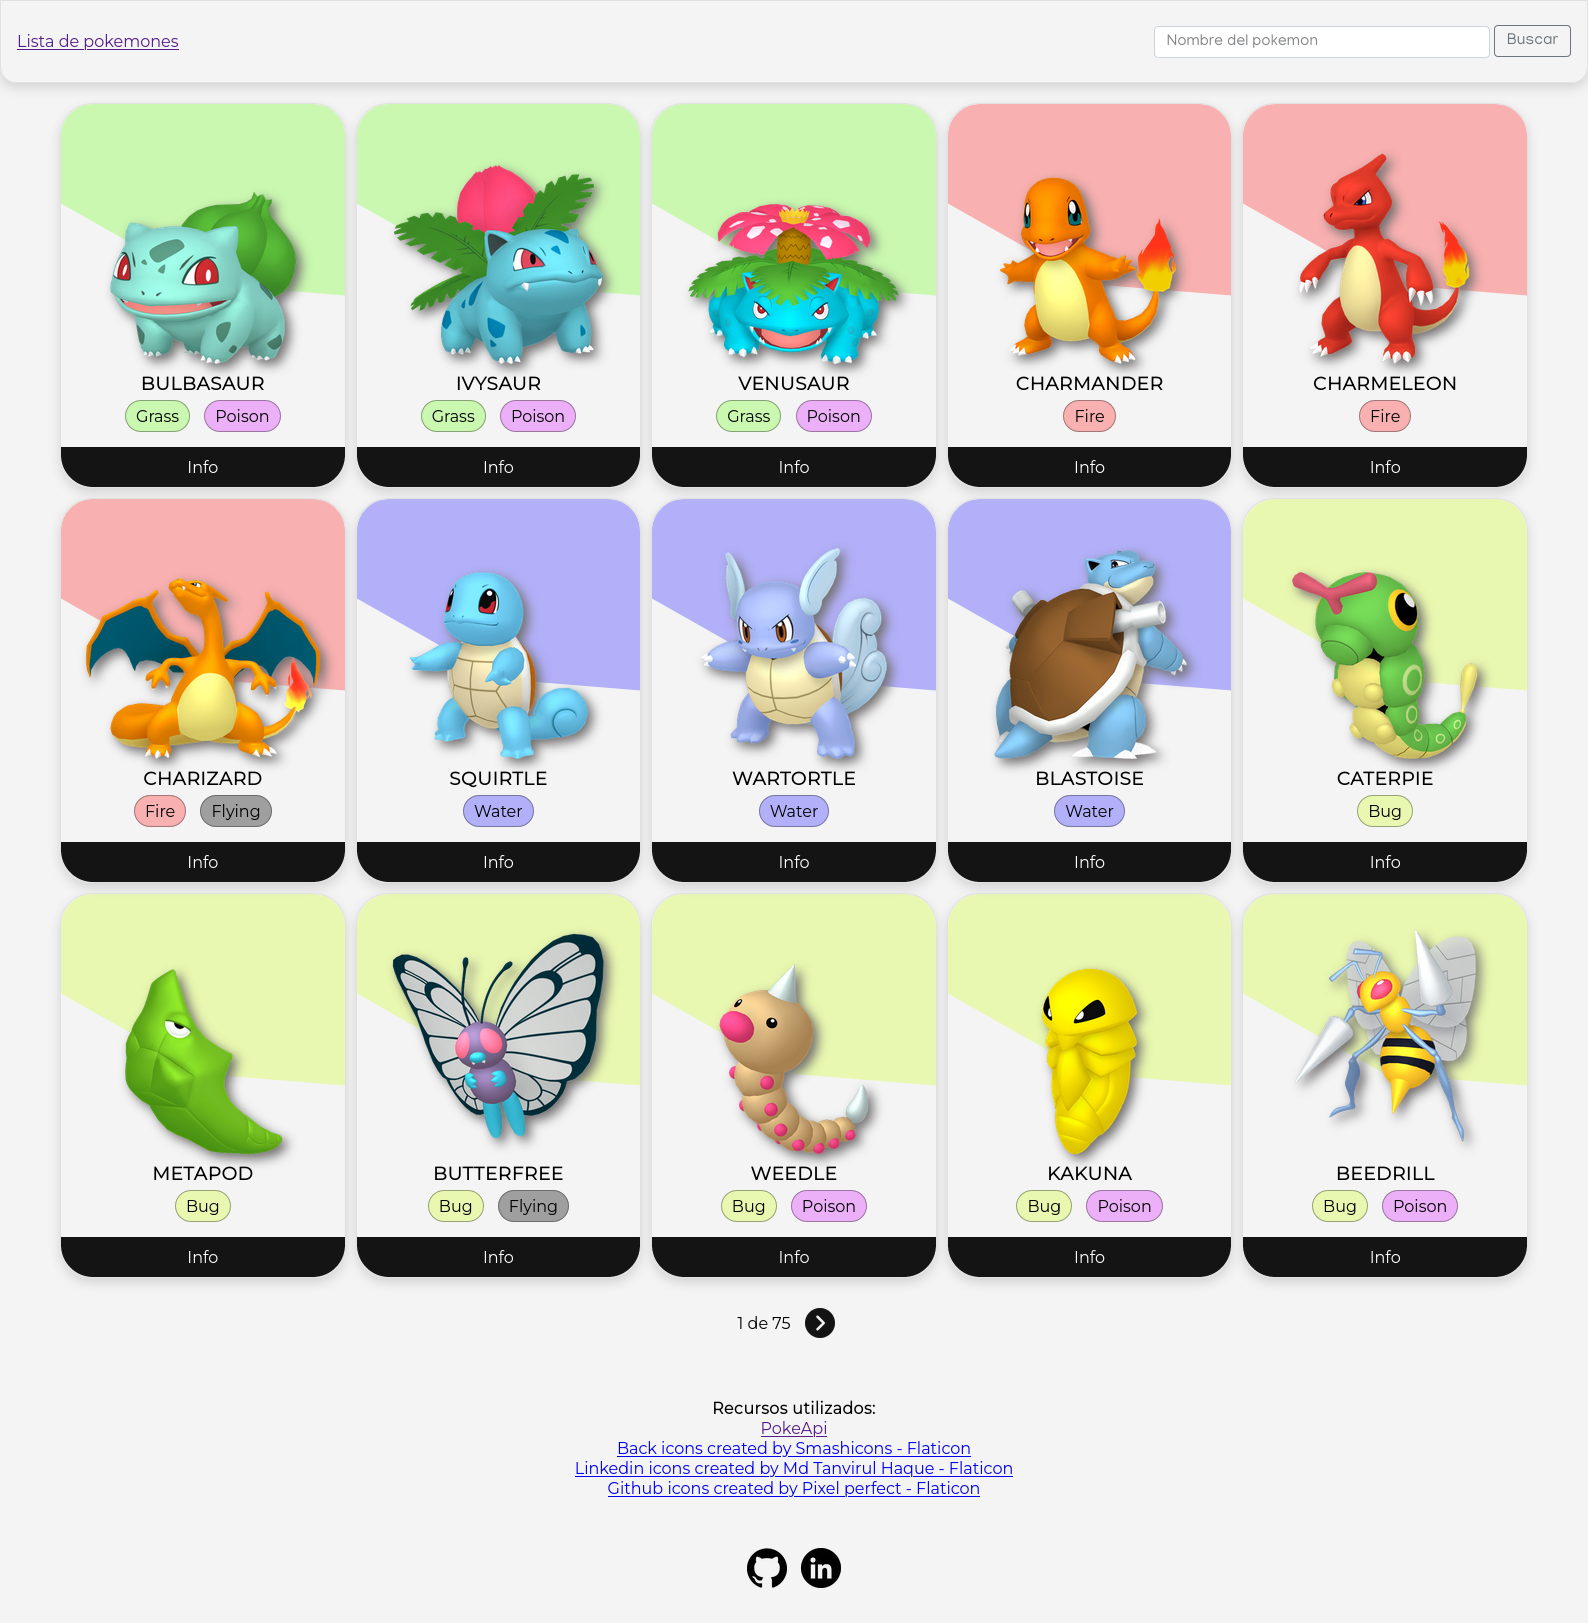 Lista de pokemones
Nombre del pokemon
Buscar
BULBASAUR
Grass Poison
Info
IVYSAUR
Grass Poison
Info
VENUSAUR
Grass Poison
Info
CHARMANDER
Fire
Info
CHARMELEON
Fire
Info
CHARIZARD
Fire Flying
Info
SQUIRTLE
Water
Info
WARTORTLE
Water
Info
BLASTOISE
Water
Info
CATERPIE
Bug
Info
METAPOD
Bug
Info
BUTTERFREE
Bug Flying
Info
WEEDLE
Bug Poison
Info
KAKUNA
Bug Poison
Info
BEEDRILL
Bug Poison
Info
1 de 75
Recursos utilizados:
PokeApi
Back icons created by Smashicons - Flaticon
Linkedin icons created by Md Tanvirul Haque - Flaticon
Github icons created by Pixel perfect - Flaticon
in